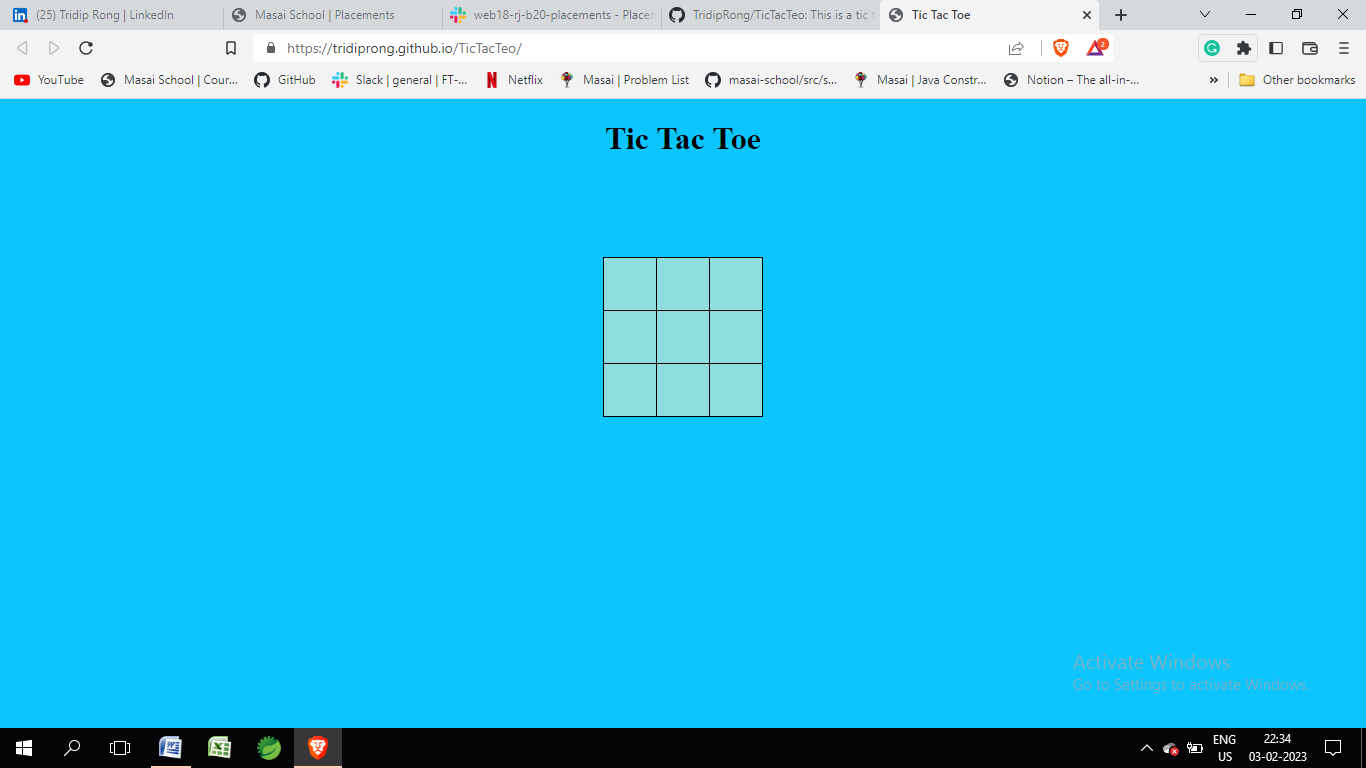 (25) Tridip Rong | LinkedIn
Masai School | Placements
web18-rj-b20-placements - Placem
TridipRong/TicTacTeo: This is a tic t
Tic Tac Toe
https://tridiprong.github.io/TicTacTeo/
2
YouTube
Masai School | Cour...
GitHub
Slack | general | FT-...
Netflix
Masai | Problem List
masai-school/src/s...
Masai | Java Constr...
Notion – The all-in-...
»
Other bookmarks
Tic Tac Toe
Activate Windows
Go to Settings to activate Windows.
ENG
US
22:34
03-02-2023